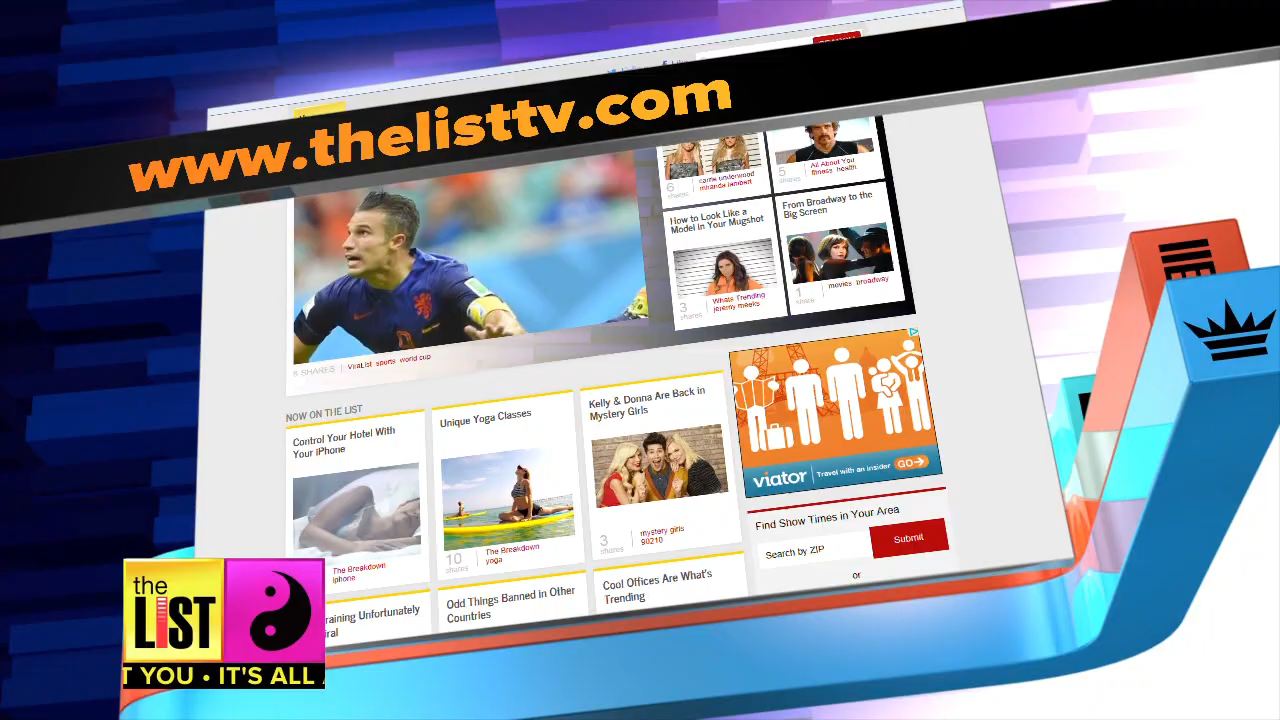 www.thelisttv.com
6
shares
carrie underwood
miranda lambert
5
shares
All About You
fitness health
How to Look Like a
Model in Your Mugshot
3
shares
Whats Trending
jeremy meeks
From Broadway to the
Big Screen
1
share
movies broadway
6 SHARES
ViraList sports world cup
NOW ON THE LIST
Control Your Hotel With
Your iPhone
The Breakdown
iphone
Unique Yoga Classes
10
shares
The Breakdown
yoga
Kelly & Donna Are Back in
Mystery Girls
3
shares
mystery girls
90210
viator Travel with an insider GO
Find Show Times in Your Area
Search by ZIP Submit
or
Odd Things Banned in Other
Countries
Cool Offices Are What's
Trending
Unfortunately
the
LIST
YOU • IT'S ALL